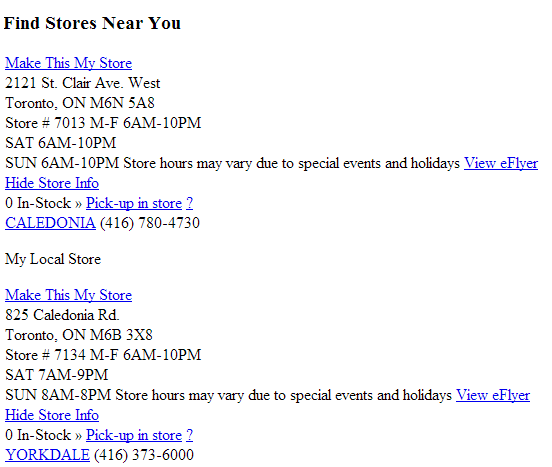 Find Stores Near You
Make This My Store
2121 St. Clair Ave. West
Toronto, ON M6N 5A8
Store # 7013 M-F 6AM-10PM
SAT 6AM-10PM
SUN 6AM-10PM Store hours may vary due to special events and holidays View eFlyer
Hide Store Info
0 In-Stock » Pick-up in store ?
CALEDONIA (416) 780-4730
My Local Store
Make This My Store
825 Caledonia Rd.
Toronto, ON M6B 3X8
Store # 7134 M-F 6AM-10PM
SAT 7AM-9PM
SUN 8AM-8PM Store hours may vary due to special events and holidays View eFlyer
Hide Store Info
0 In-Stock » Pick-up in store ?
YORKDALE (416) 373-6000